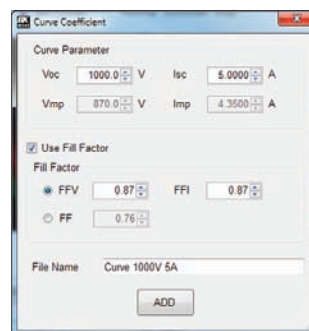 Curve Coefficient
Curve Parameter
Voc 1000.0 V Isc 5.0000 A
Vmp 870.0 V Imp 4.3500 A
Use Fill Factor
Fill Factor
FFV 0.87 FFI 0.87
FF 0.76
File Name Curve 1000V 5A
ADD